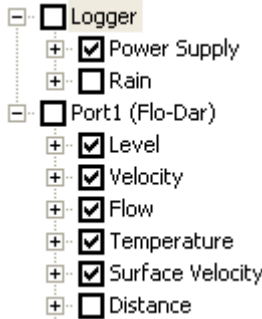 Logger
Power Supply
Rain
Port1 (Flo-Dar)
Level
Velocity
Flow
Temperature
Surface Velocity
Distance